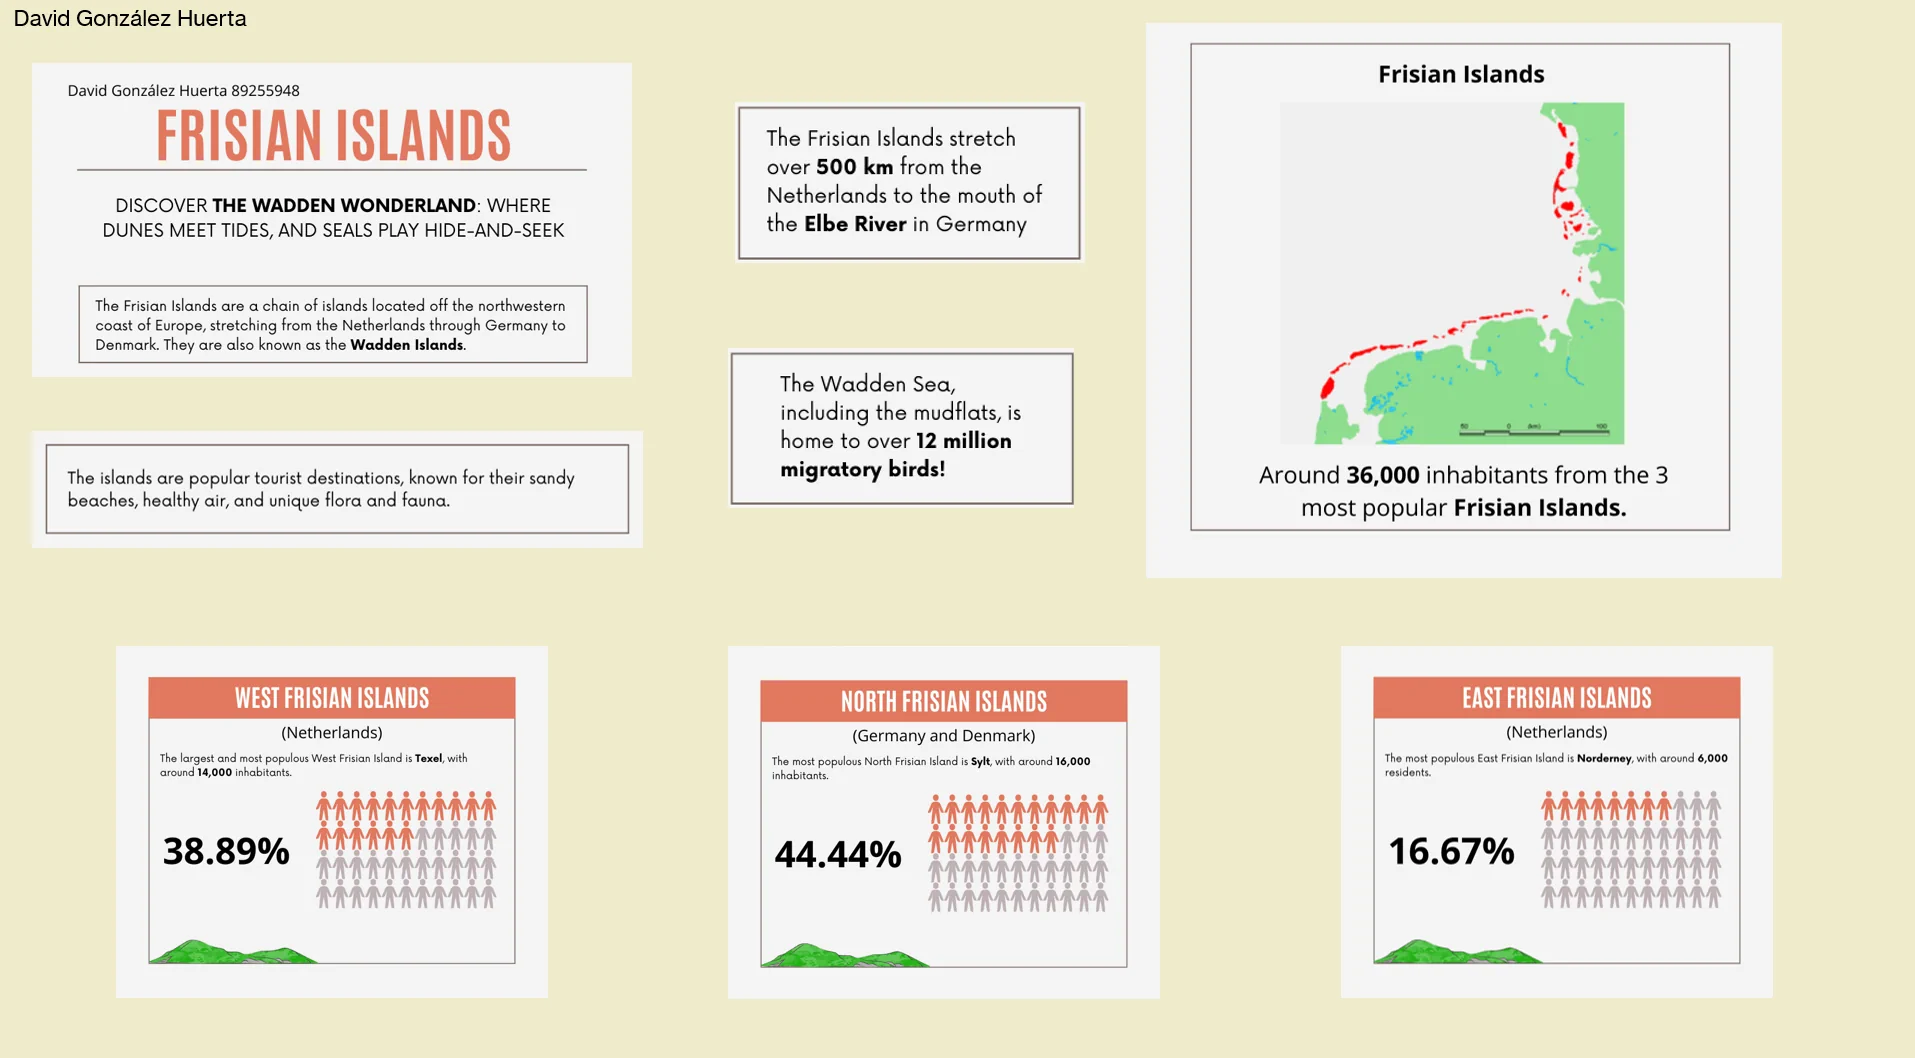 David González Huerta
David González Huerta 89255948
FRISIAN ISLANDS
DISCOVER THE WADDEN WONDERLAND: WHERE
DUNES MEET TIDES, AND SEALS PLAY HIDE-AND-SEEK
The Frisian Islands are a chain of islands located off the northwestern
coast of Europe, stretching from the Netherlands through Germany to
Denmark. They are also known as the Wadden Islands.
The islands are popular tourist destinations, known for their sandy
beaches, healthy air, and unique flora and fauna.
The Frisian Islands stretch
over 500 km from the
Netherlands to the mouth of
the Elbe River in Germany
The Wadden Sea,
including the mudflats, is
home to over 12 million
migratory birds!
Frisian Islands
50 0 (km) 100
Around 36,000 inhabitants from the 3
most popular Frisian Islands.
WEST FRISIAN ISLANDS
(Netherlands)
The largest and most populous West Frisian Island is Texel, with
around 14,000 inhabitants.
38.89%
NORTH FRISIAN ISLANDS
(Germany and Denmark)
The most populous North Frisian Island is Sylt, with around 16,000
inhabitants.
44.44%
EAST FRISIAN ISLANDS
(Netherlands)
The most populous East Frisian Island is Norderney, with around 6,000
residents.
16.67%